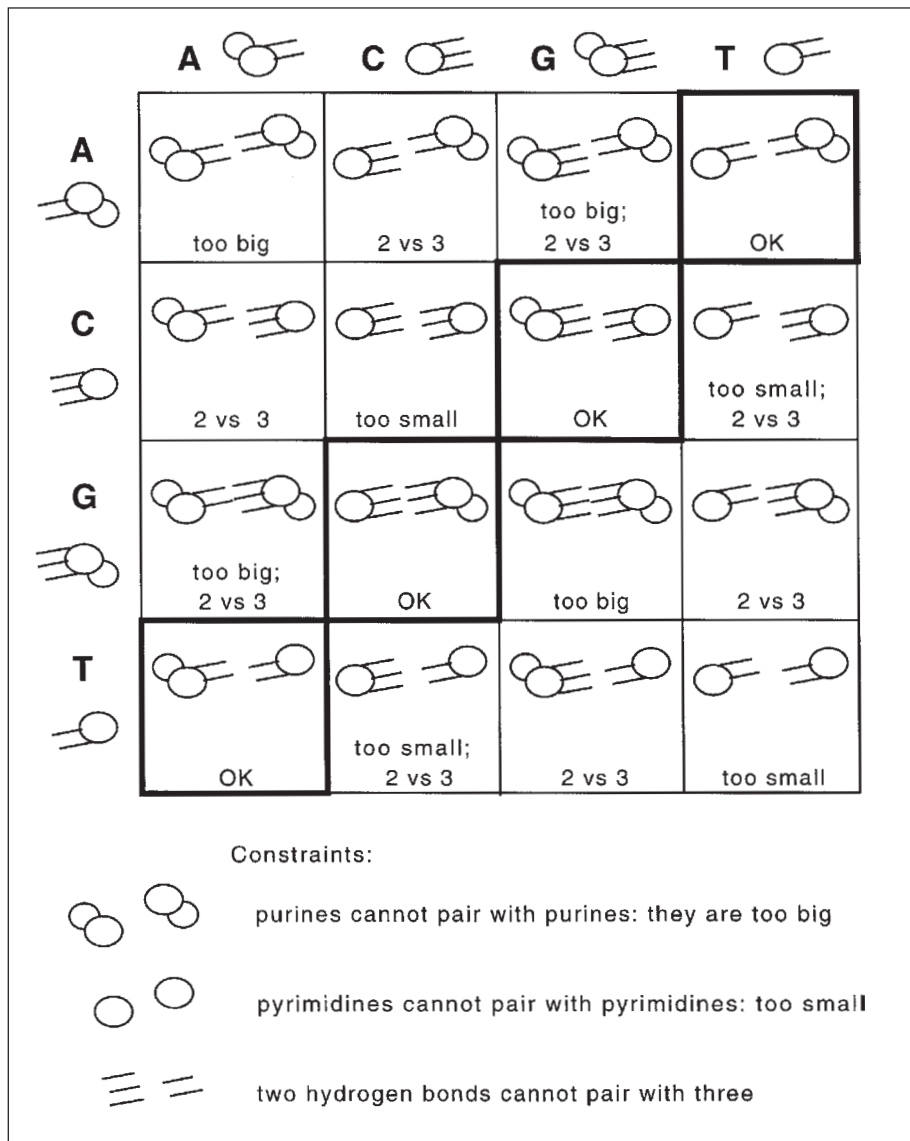 A C G T
A
too big
2 vs 3
too big;
2 vs 3
OK
C
2 vs 3
too small
OK
too small;
2 vs 3
G
too big;
2 vs 3
OK
too big
2 vs 3
T
OK
too small;
2 vs 3
2 vs 3
too small
Constraints:
purines cannot pair with purines: they are too big
pyrimidines cannot pair with pyrimidines: too small
two hydrogen bonds cannot pair with three